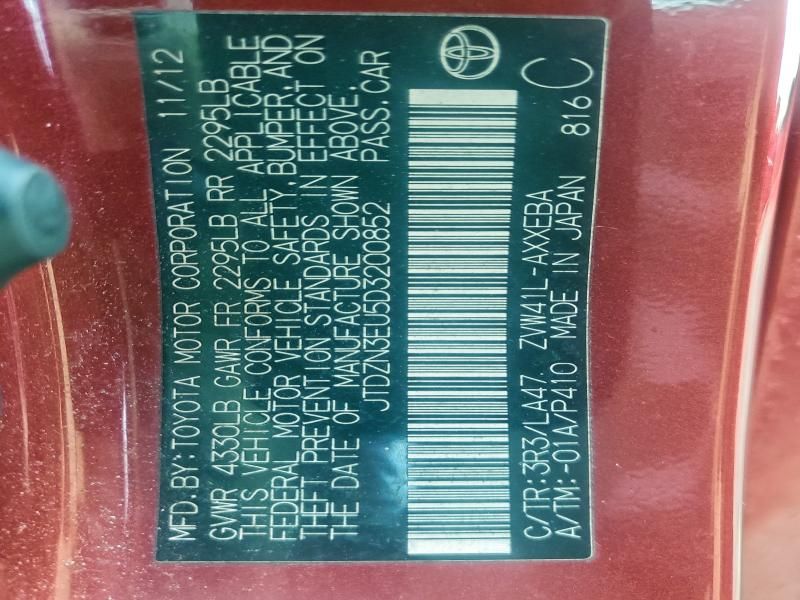 MFD.BY:TOYOTA MOTOR CORPORATION 11/12
GVWR 4330LB GAWR FR 2295LB RR 2295LB
THIS VEHICLE CONFORMS TO ALL APPLICABLE
FEDERAL MOTOR VEHICLE SAFETY,BUMPER,AND
THEFT PREVENTION STANDARDS IN EFFECT ON
THE DATE OF MANUFACTURE SHOWN ABOVE.
JTDZN3EU5D3200852 PASS.CAR
C/TR:3R3/LA47 ZVW41L-AXXEBA
A/TM:-01A/P410 MADE IN JAPAN 816 C